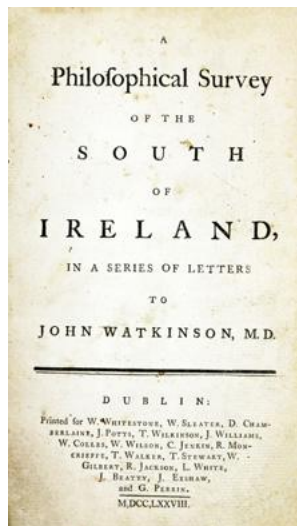 A
Philoſophical Survey
OF THE
SOUTH
OF
IRELAND,
IN A SERIES OF LETTERS
TO
JOHN WATKINSON, M.D.
DUBLIN:
Printed for W. WHITESTONE, W. SLEATER, D. CHAM-
BERLAINE, J. POTTS, T. WILKINSON, J. WILLIAMS,
W. COLLES, W. WILSON, C. JENKIN, R. MON-
CRIEFFE, T. WALKER, T. STEWART, W.
GILBERT, R. JACKSON, L. WHITE,
J. BEATTY, J. EXSHAW,
and G. PERRIN.
M,DCC,LXXVIII.